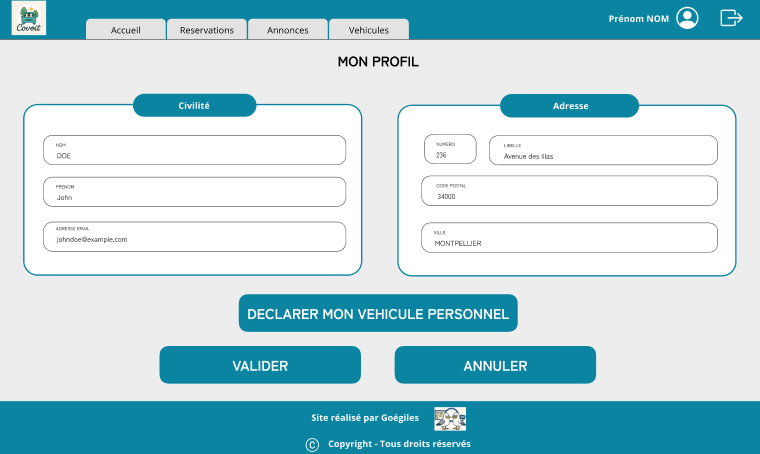 Covoit
Prénom NOM
Accueil
Reservations
Annonces
Vehicules
MON PROFIL
Civilité
NOM
DOE
PRENOM
John
ADRESSE EMAIL
johndoe@example.com
Adresse
NUMERO
236
LIBELLE
Avenue des lilas
CODE POSTAL
34000
VILLE
MONTPELLIER
DECLARER MON VEHICULE PERSONNEL
VALIDER
ANNULER
Site réalisé par Goégiles
© Copyright - Tous droits réservés